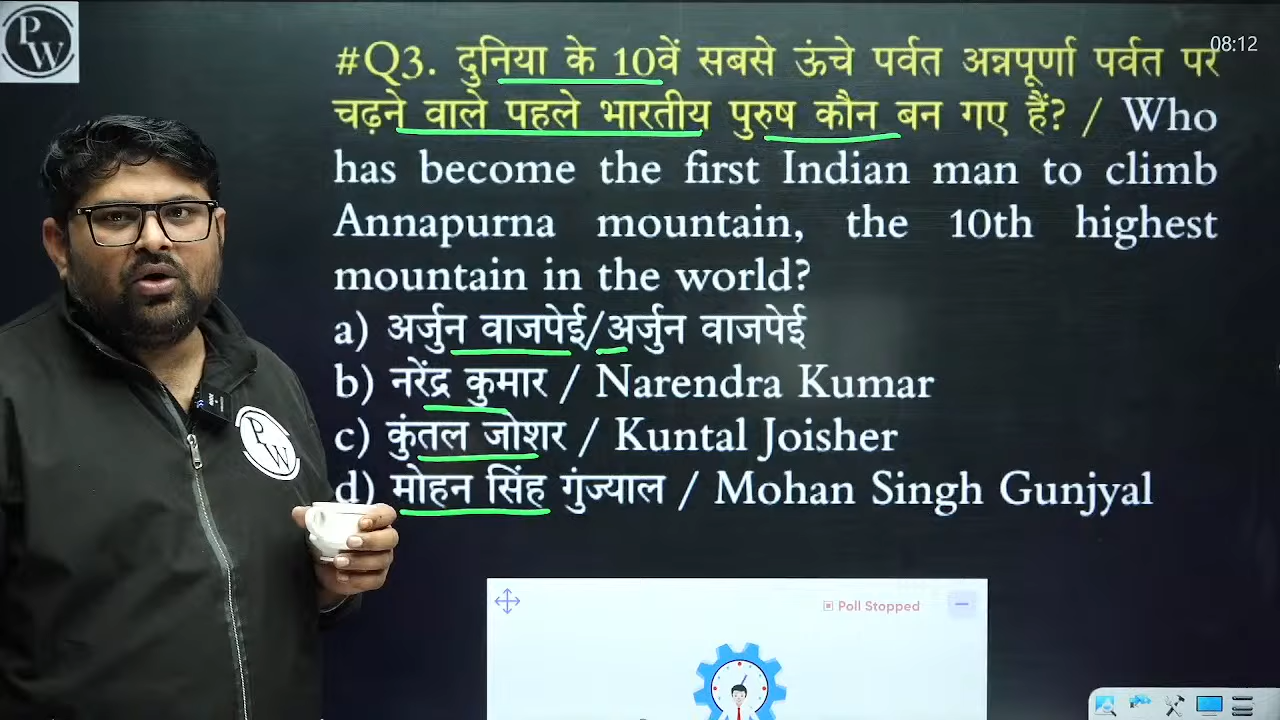 PW
08:12
#Q3. दुनिया के 10वें सबसे ऊंचे पर्वत अन्नपूर्णा पर्वत पर
चढ़ने वाले पहले भारतीय पुरुष कौन बन गए हैं? / Who
has become the first Indian man to climb
Annapurna mountain, the 10th highest
mountain in the world?
a) अर्जुन वाजपेई/अर्जुन वाजपेई
b) नरेंद्र कुमार / Narendra Kumar
c) कुंतल जोशर / Kuntal Joisher
d) मोहन सिंह गुंज्याल / Mohan Singh Gunjyal
PW
Poll Stopped